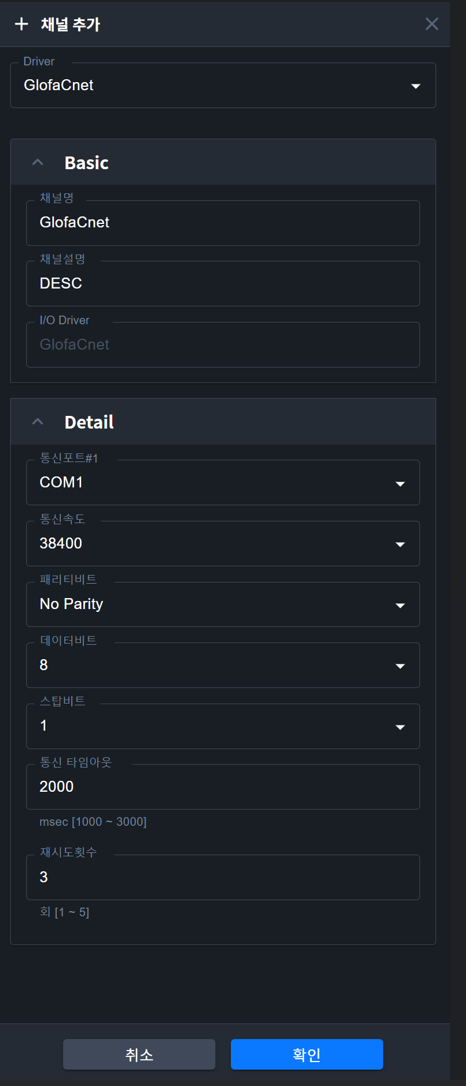 채널 추가
Driver
GlofaCnet
Basic
채널명
GlofaCnet
채널설명
DESC
I/O Driver
GlofaCnet
Detail
통신포트#1
COM1
통신속도
38400
패리티비트
No Parity
데이터비트
8
스탑비트
1
통신 타임아웃
2000
msec [1000 ~ 3000]
재시도횟수
3
회 [1 ~ 5]
취소 확인